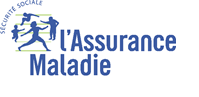 SÉCURITÉ SOCIALE
l'Assurance
Maladie